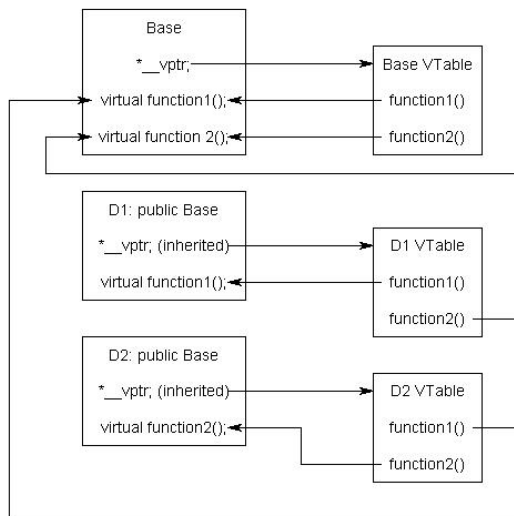 Base
*__vptr;
virtual function1();
virtual function 2();
Base VTable
function1()
function2()
D1: public Base
*__vptr; (inherited)
virtual function1();
D1 VTable
function1()
function2()
D2: public Base
*__vptr; (inherited)
virtual function2();
D2 VTable
function1()
function2()